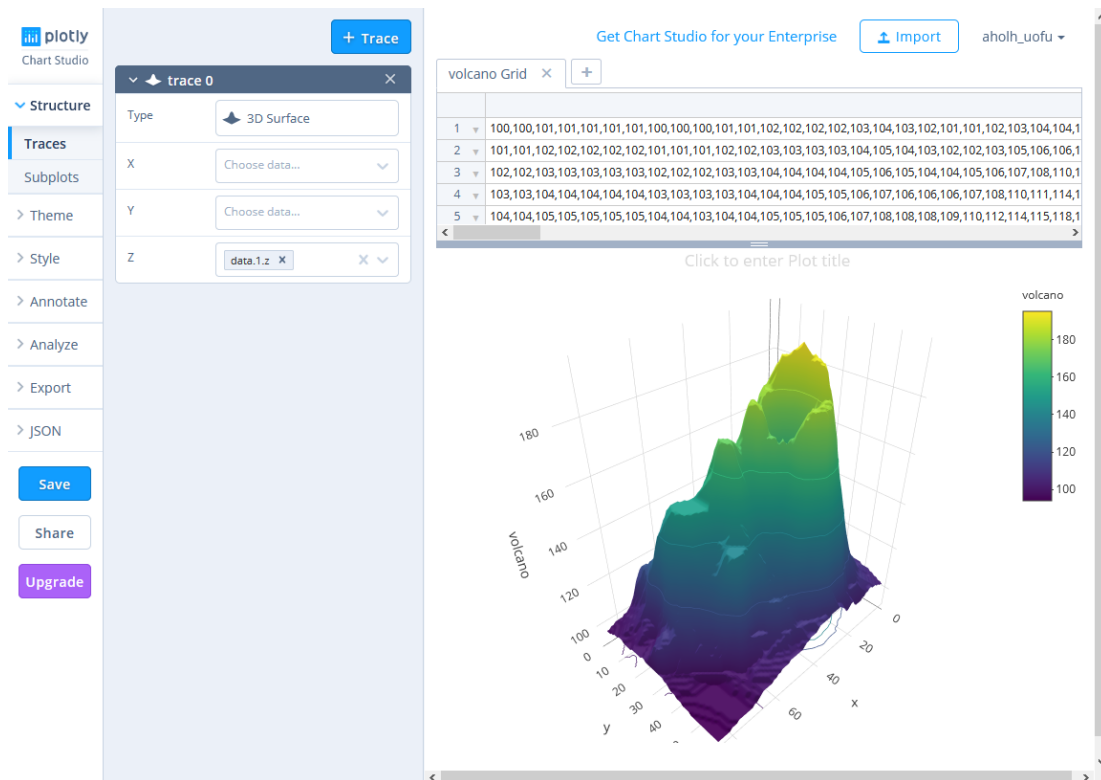 plotly
Chart Studio
Structure
Traces
Subplots
Theme
Style
Annotate
Analyze
Export
JSON
Save
Share
Upgrade
+ Trace
trace 0
Type
3D Surface
X
Choose data...
Y
Choose data...
Z
data.1.z
Get Chart Studio for your Enterprise
Import
aholh_uofu
volcano Grid
+
1 100,100,101,101,101,101,101,100,100,100,101,101,102,102,102,102,103,104,103,102,101,101,102,103,104,104,1
2 101,101,102,102,102,102,102,101,101,101,102,102,103,103,103,103,104,105,104,103,102,102,103,105,106,106,1
3 102,102,103,103,103,103,103,102,102,102,103,103,104,104,104,104,105,106,105,104,104,105,106,107,108,110,1
4 103,103,104,104,104,104,104,103,103,103,103,104,104,104,105,105,106,107,106,106,106,107,108,110,111,114,1
5 104,104,105,105,105,105,105,104,104,103,104,104,105,105,105,106,107,108,108,108,109,110,112,114,115,118,1
Click to enter Plot title
volcano
180
160
140
120
100
180
160
140
120
100
volcano
0
10
20
30
40
y
0
20
40
60
x